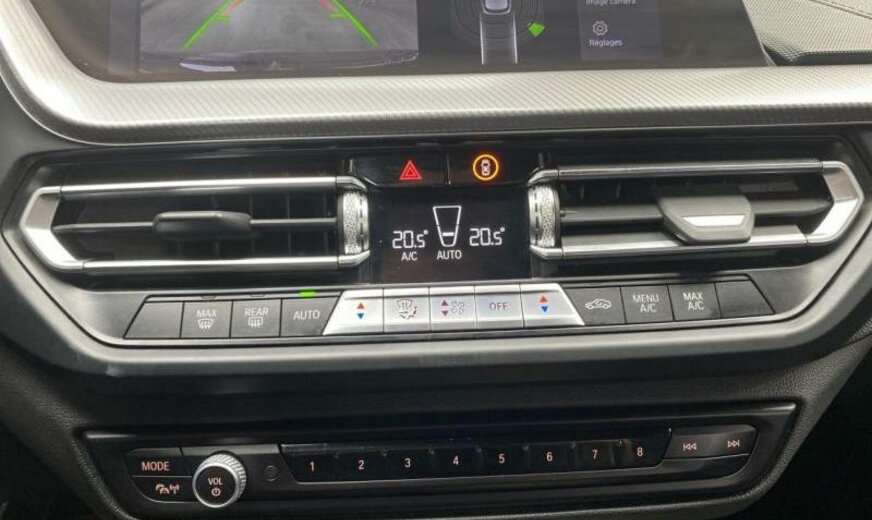 Image caméra
Réglages
20.5° 20.5°
A/C AUTO
MAX REAR AUTO OFF MENU A/C MAX A/C
MODE
VOL
1 2 3 4 5 6 7 8